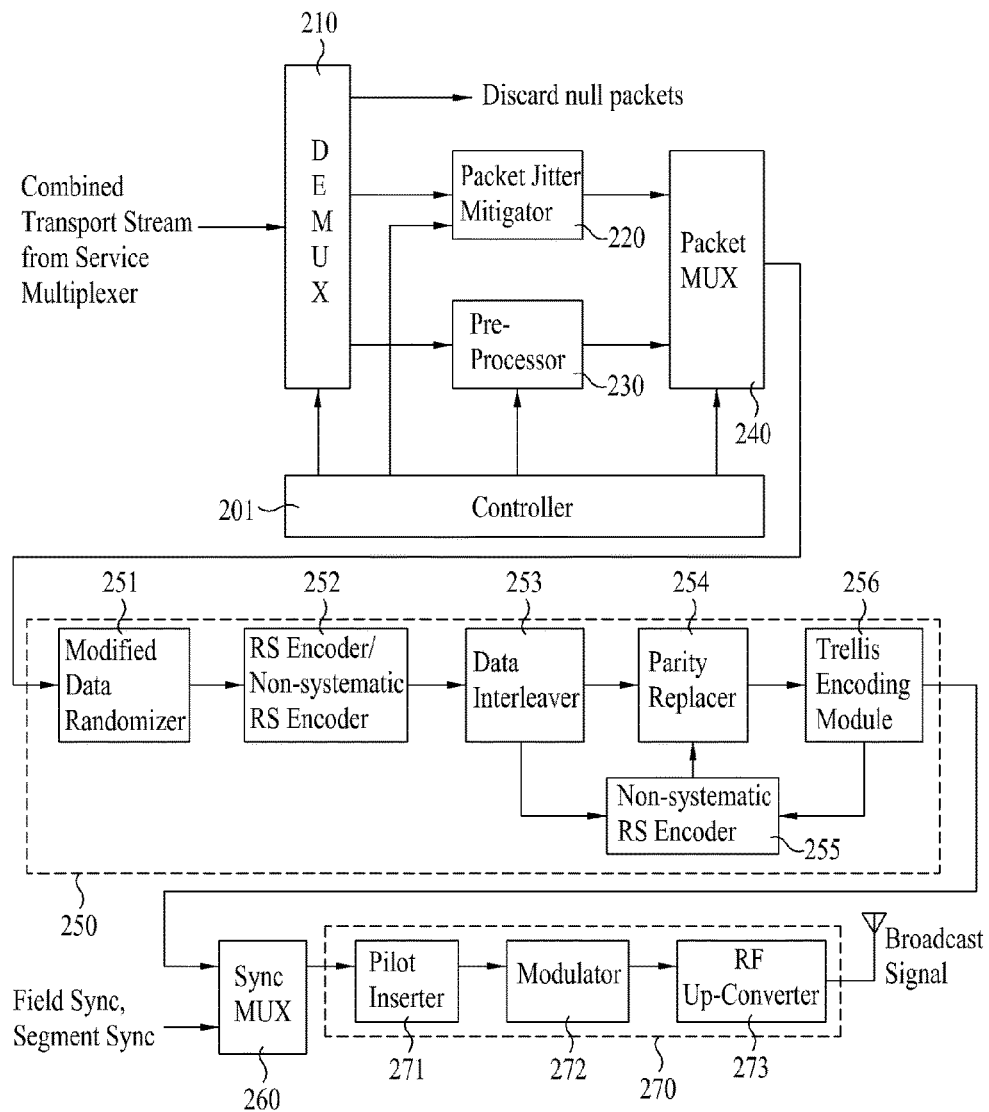 210
Discard null packets
D
E
M
U
X
Combined
Transport Stream
from Service
Multiplexer
Packet Jitter
Mitigator
220
Packet
MUX
Pre-
Processor
230
240
201
Controller
251
252
253
254
256
Modified
Data
Randomizer
RS Encoder/
Non-systematic
RS Encoder
Data
Interleaver
Parity
Replacer
Trellis
Encoding
Module
Non-systematic
RS Encoder
255
250
Broadcast
Signal
Sync
MUX
Pilot
Inserter
Modulator
RF
Up-Converter
Field Sync,
Segment Sync
260
271
272
270
273